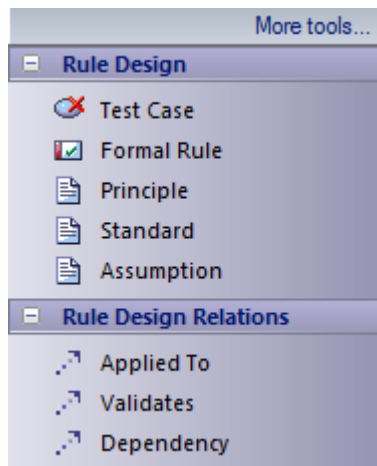 More tools...
Rule Design
Test Case
Formal Rule
Principle
Standard
Assumption
Rule Design Relations
Applied To
Validates
Dependency